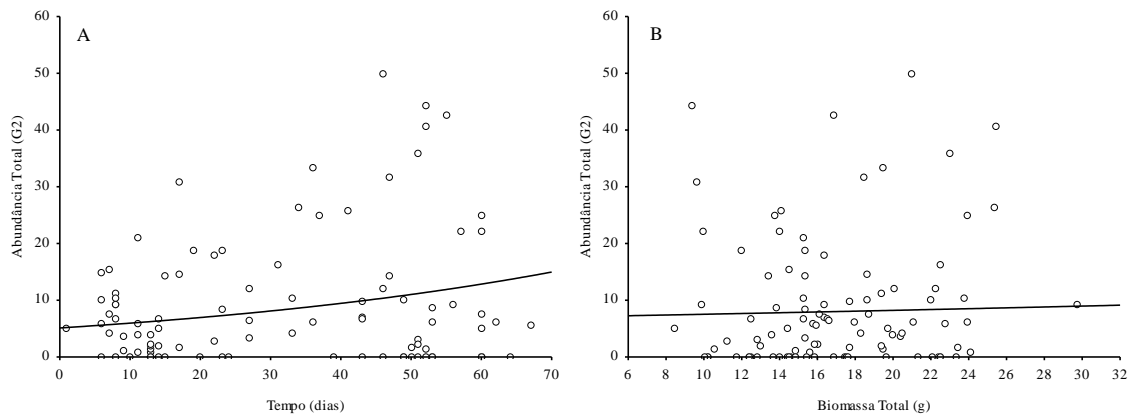 A
B
Abundância Total (G2)
60
50
40
30
20
10
0
0 10 20 30 40 50 60 70
Tempo (dias)
Abundância Total (G2)
60
50
40
30
20
10
0
6 8 10 12 14 16 18 20 22 24 26 28 30 32
Biomassa Total (g)